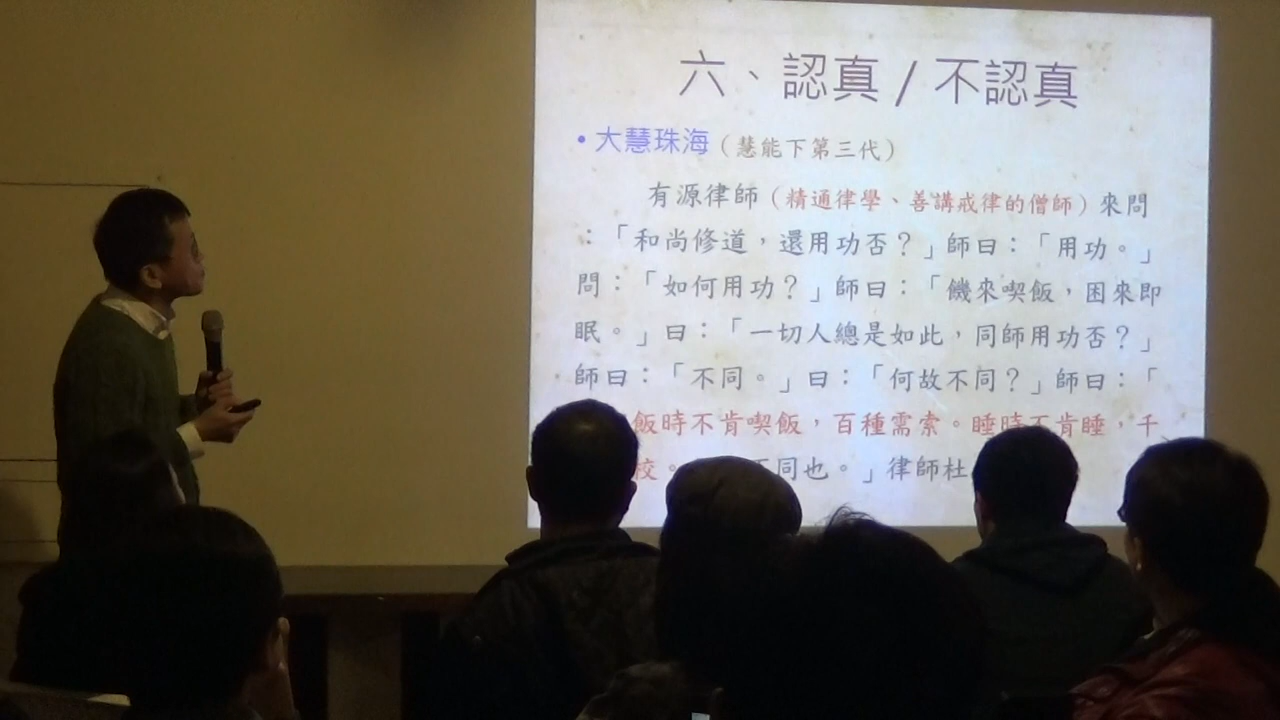 六、認真/不認真
•大慧珠海(慧能下第三代)
有源律師(精通律學、善講戒律的僧師)來問
:「和尚修道,還用功否?」師曰:「用功。」
問:「如何用功?」師曰:「饑來喫飯,困來即
眠。」曰:「一切人總是如此,同師用功否?」
師曰:「不同。」曰:「何故不同?」師曰:「
飯時不肯喫飯,百種需索。睡時不肯睡,千
校。不同也。」律師杜